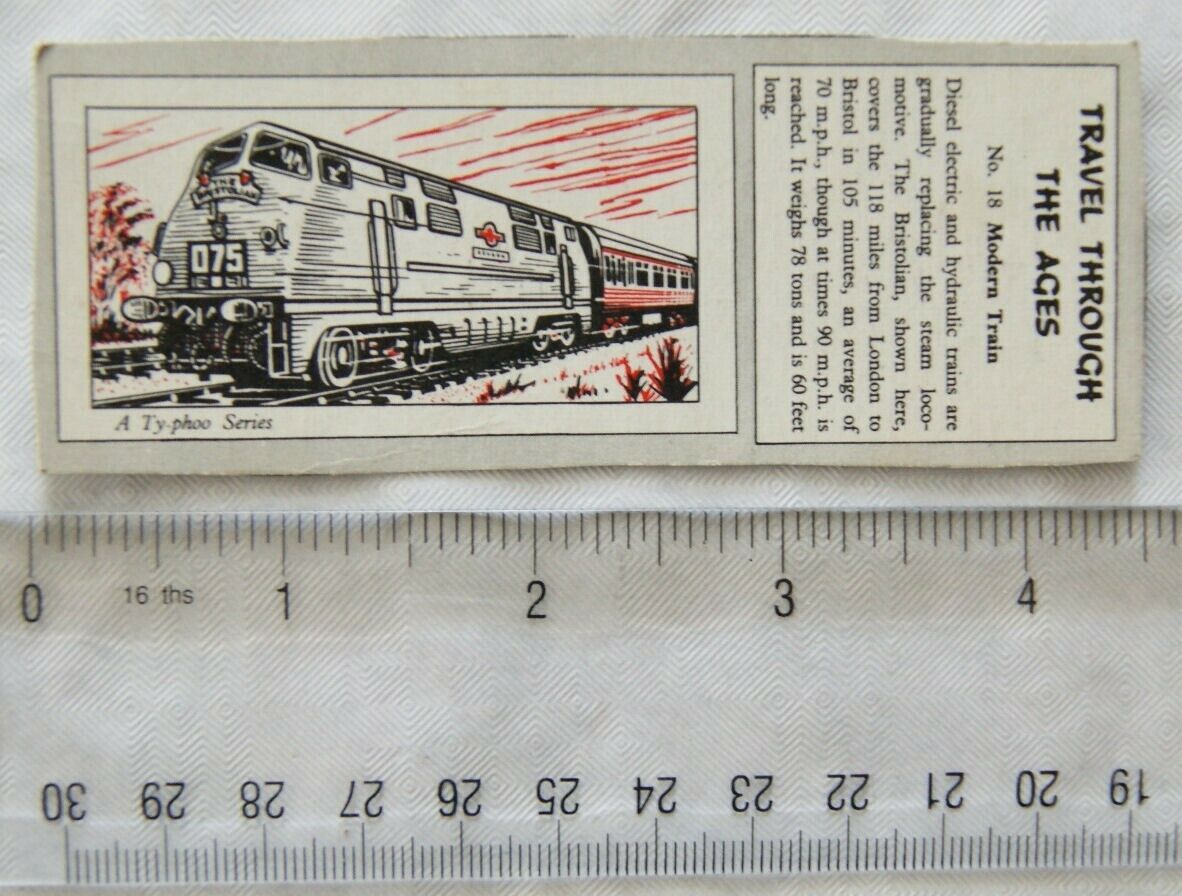 TRAVEL THROUGH
THE AGES
No. 18 Modern Train
Diesel electric and hydraulic trains are
gradually replacing the steam loco-
motive. The Bristolian, shown here,
covers the 118 miles from London to
Bristol in 105 minutes, an average of
70 m.p.h., though at times 90 m.p.h. is
reached. It weighs 78 tons and is 60 feet
long.
THE
075
A Ty-phoo Series
0 16 ths 1 2 3 4
30 29 28 27 26 25 24 23 22 21 20 19